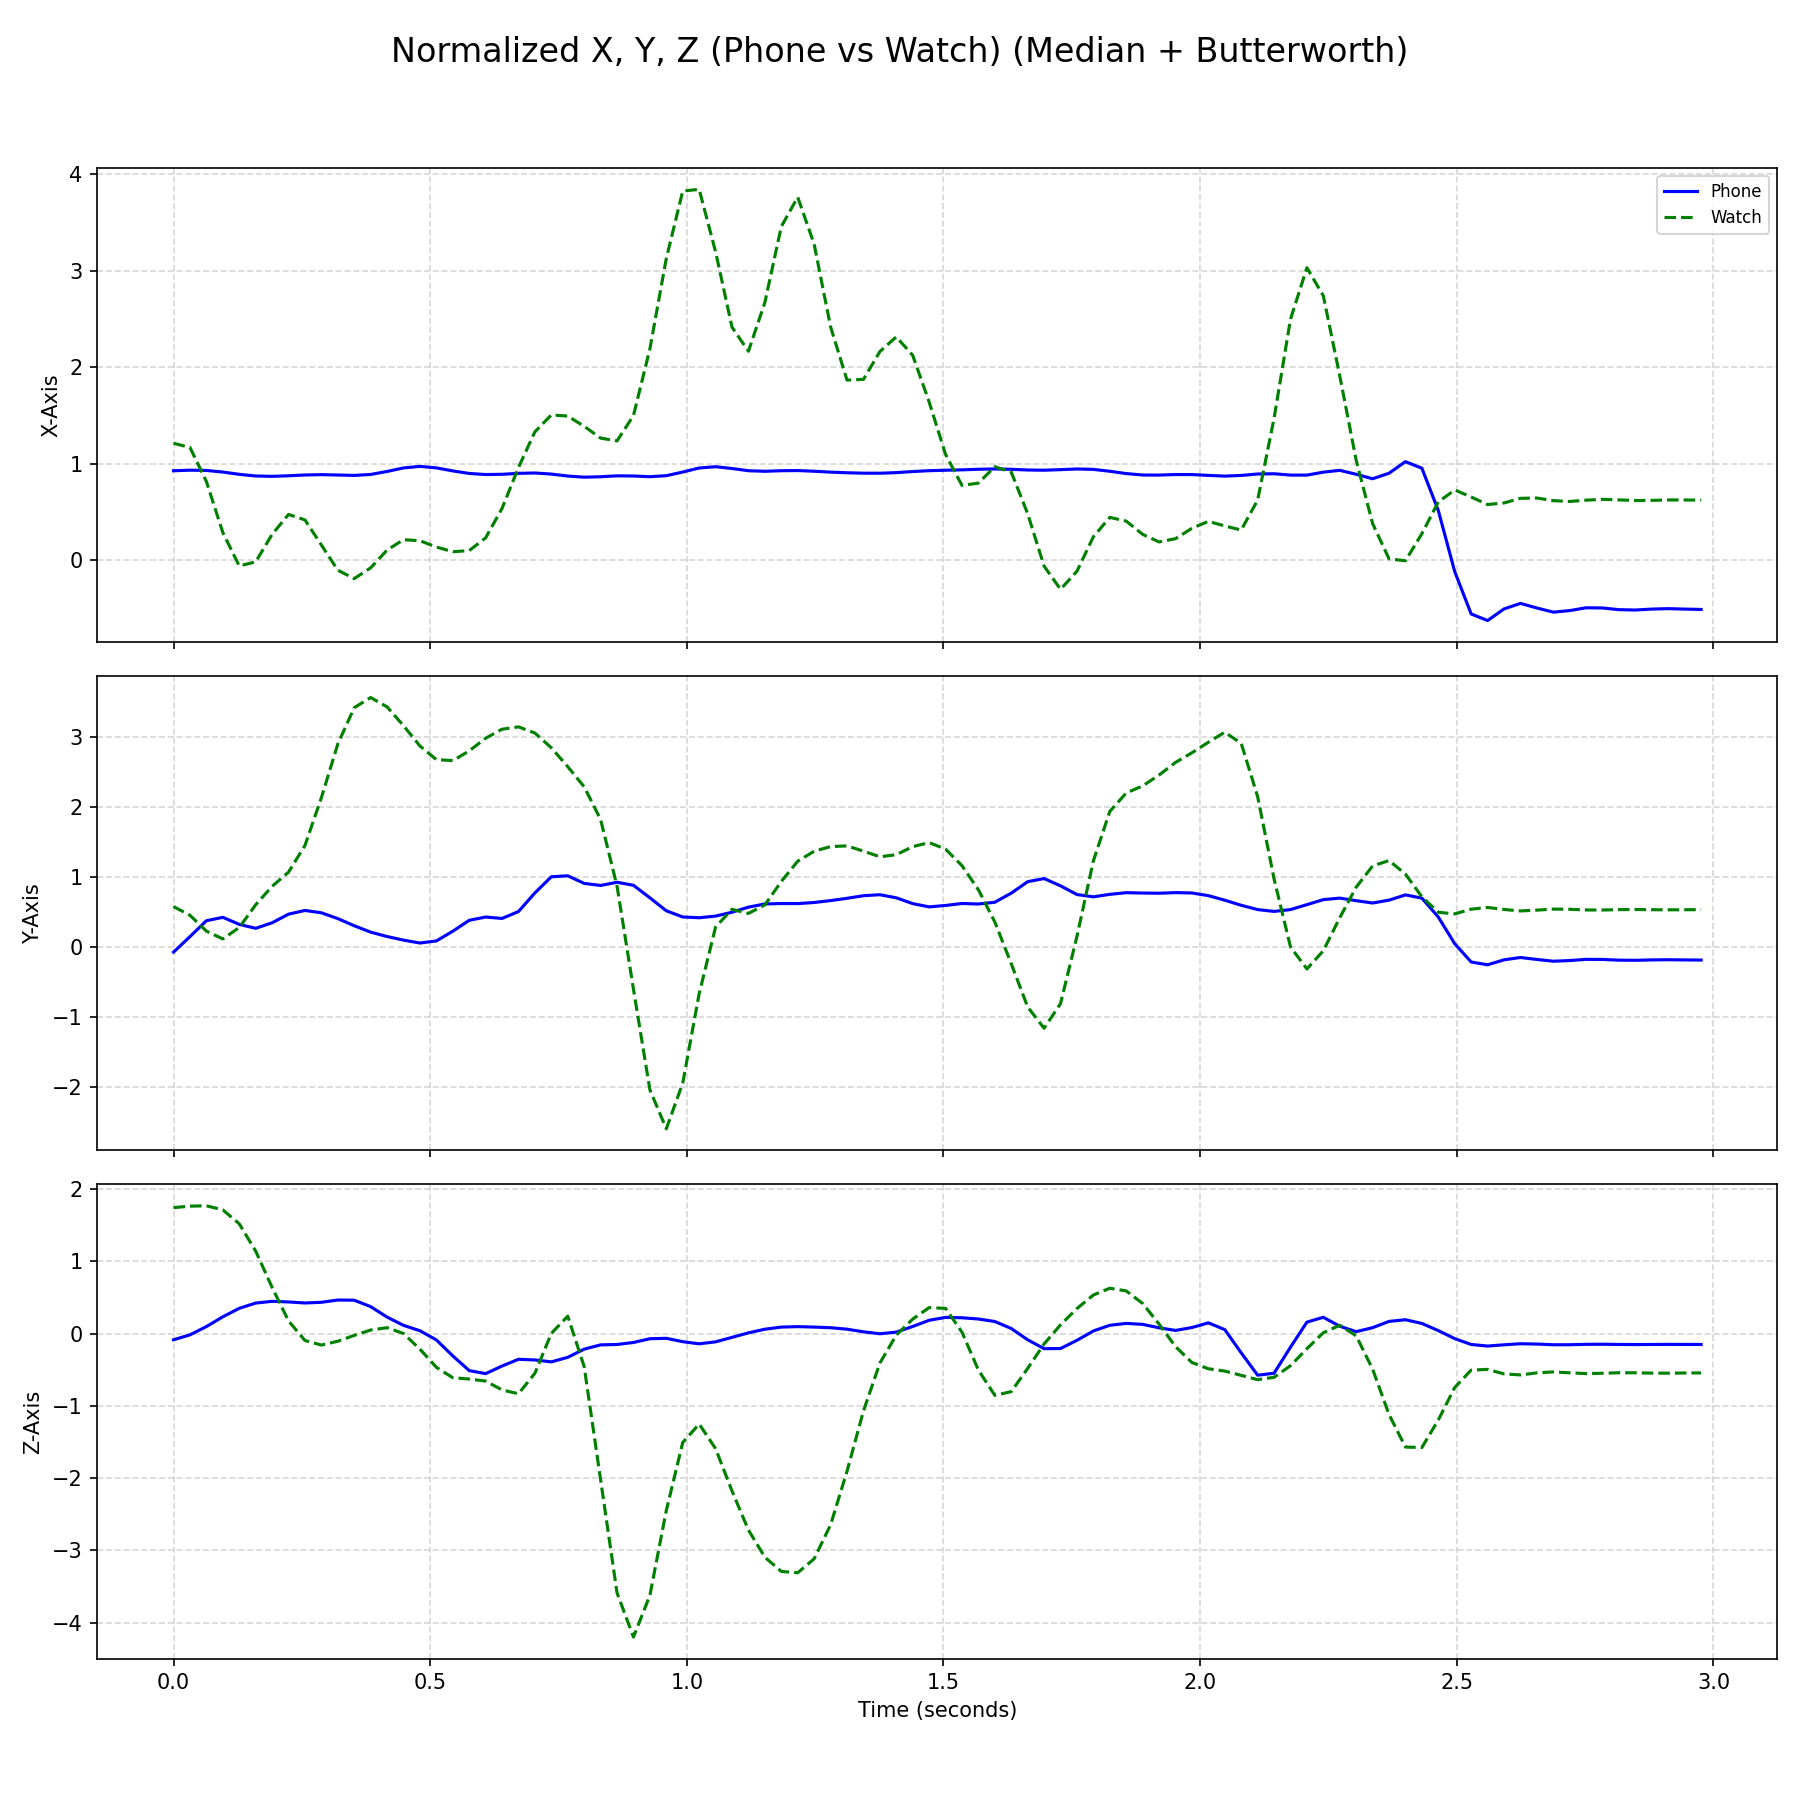 Normalized X, Y, Z (Phone vs Watch) (Median + Butterworth)
Phone
Watch
X-Axis
4
3
2
1
0
Y-Axis
3
2
1
0
−1
−2
Z-Axis
2
1
0
−1
−2
−3
−4
0.0 0.5 1.0 1.5 2.0 2.5 3.0
Time (seconds)